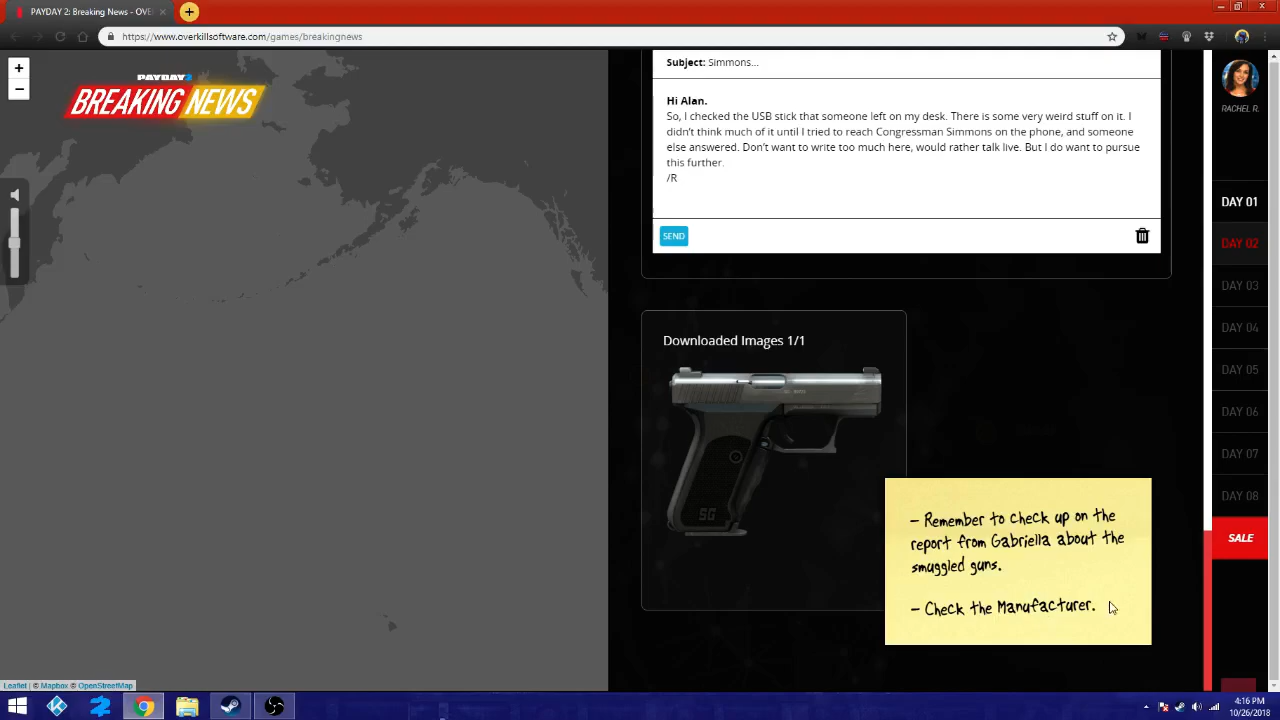 PAYDAY 2: Breaking News - OVE
https://www.overkillsoftware.com/games/breakingnews
+
−
PAYDAY 2
BREAKING NEWS
Subject: Simmons...
Hi Alan.
So, I checked the USB stick that someone left on my desk. There is some very weird stuff on it. I
didn't think much of it until I tried to reach Congressman Simmons on the phone, and someone
else answered. Don't want to write too much here, would rather talk live. But I do want to pursue
this further.
/R
SEND
Downloaded Images 1/1
SG
- Remember to check up on the
report from Gabriella about the
smuggled guns.
- Check the Manufacturer.
RACHEL R.
DAY 01
DAY 02
DAY 03
DAY 04
DAY 05
DAY 06
DAY 07
DAY 08
SALE
Leaflet | © Mapbox © OpenStreetMap
4:16 PM
10/26/2018